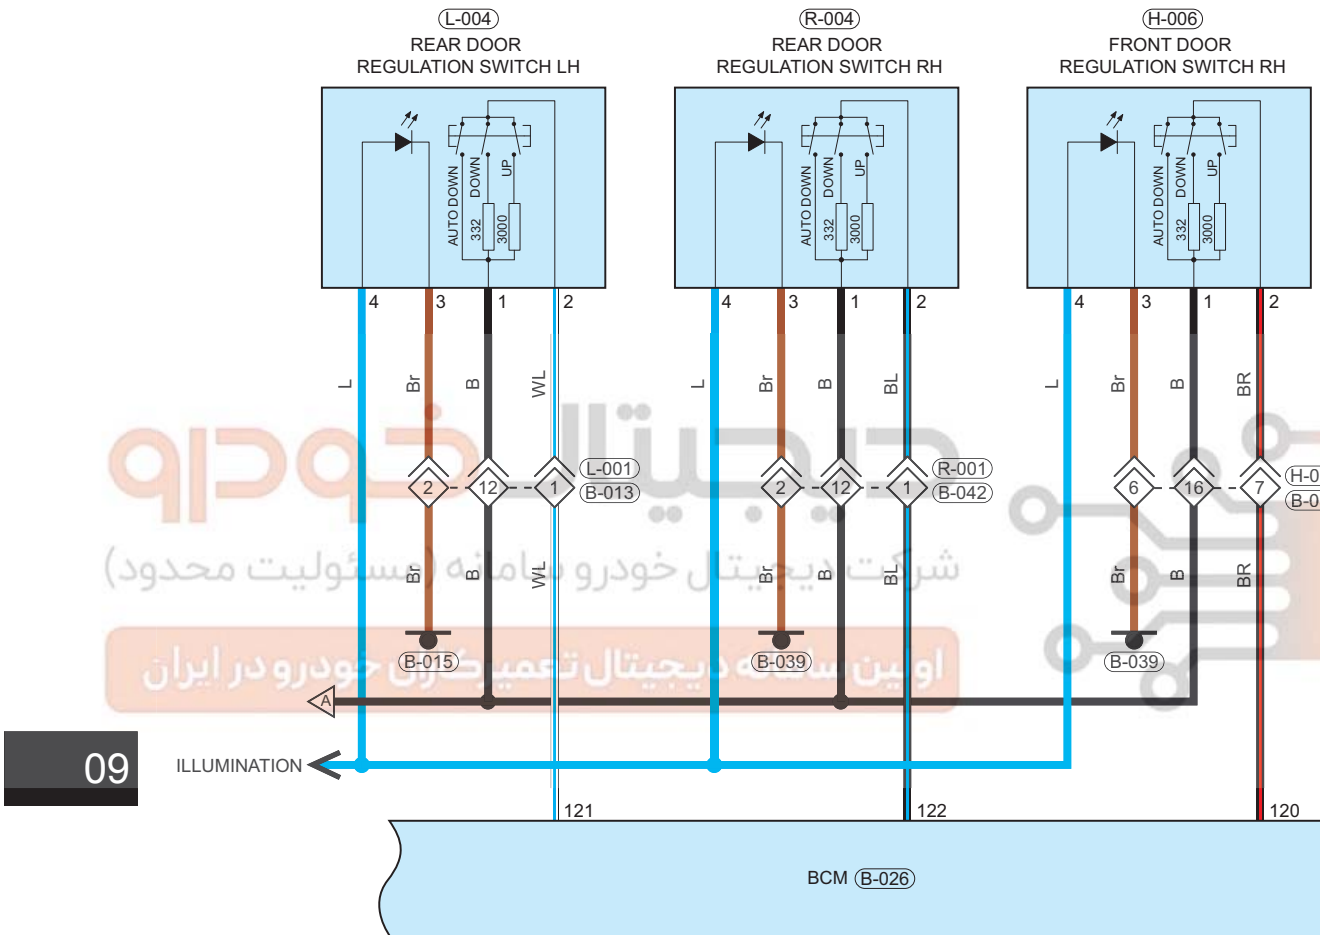 L-004
REAR DOOR
REGULATION SWITCH LH
R-004
REAR DOOR
REGULATION SWITCH RH
H-006
FRONT DOOR
REGULATION SWITCH RH
AUTO DOWN
DOWN
UP
332
3000
AUTO DOWN
DOWN
UP
332
3000
AUTO DOWN
DOWN
UP
332
3000
4 3 1 2
4 3 1 2
4 3 1 2
L Br B WL
L Br B BL
L Br B BR
دیجیتال خودرو
2 12 1
L-001
B-013
2 12 1
R-001
B-042
6 16 7
H-0
B-0
شرکت دیجیتال خودرو سامانه (مسئولیت محدود)
Br B WL
Br B BL
Br B BR
اولین سامانه دیجیتال تعمیرکاران خودرو در ایران
B-015
B-039
B-039
A
09
ILLUMINATION
121
122
120
BCM B-026